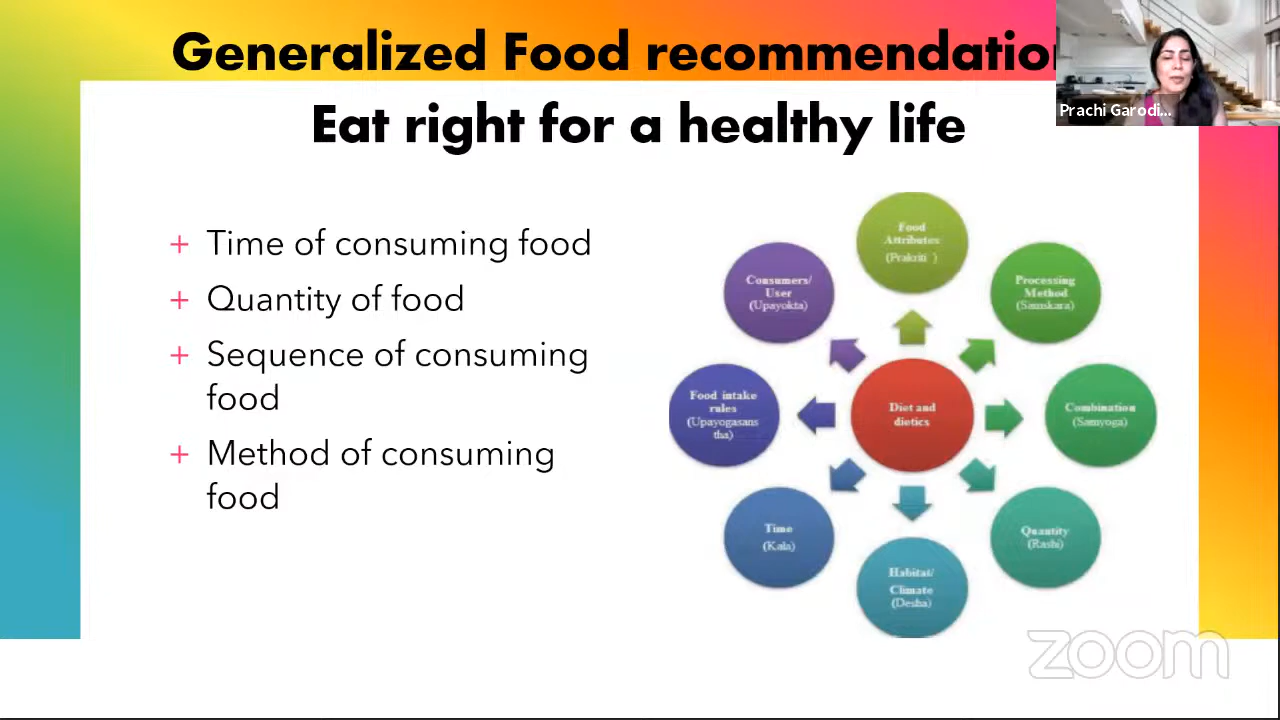 Generalized Food recommendation
Eat right for a healthy life
Prachi Garodi...
+ Time of consuming food
+ Quantity of food
+ Sequence of consuming
food
+ Method of consuming
food
Food
Attributes
(Prakriti )
Processing
Method
(Samskara)
Combination
(Samyoga)
Quantity
(Rashi)
Habitat/
Climate
(Desha)
Time
(Kala)
Food intake
rules
(Upayogasans
tha)
Consumers/
User
(Upayokta)
Diet and
dietics
zoom